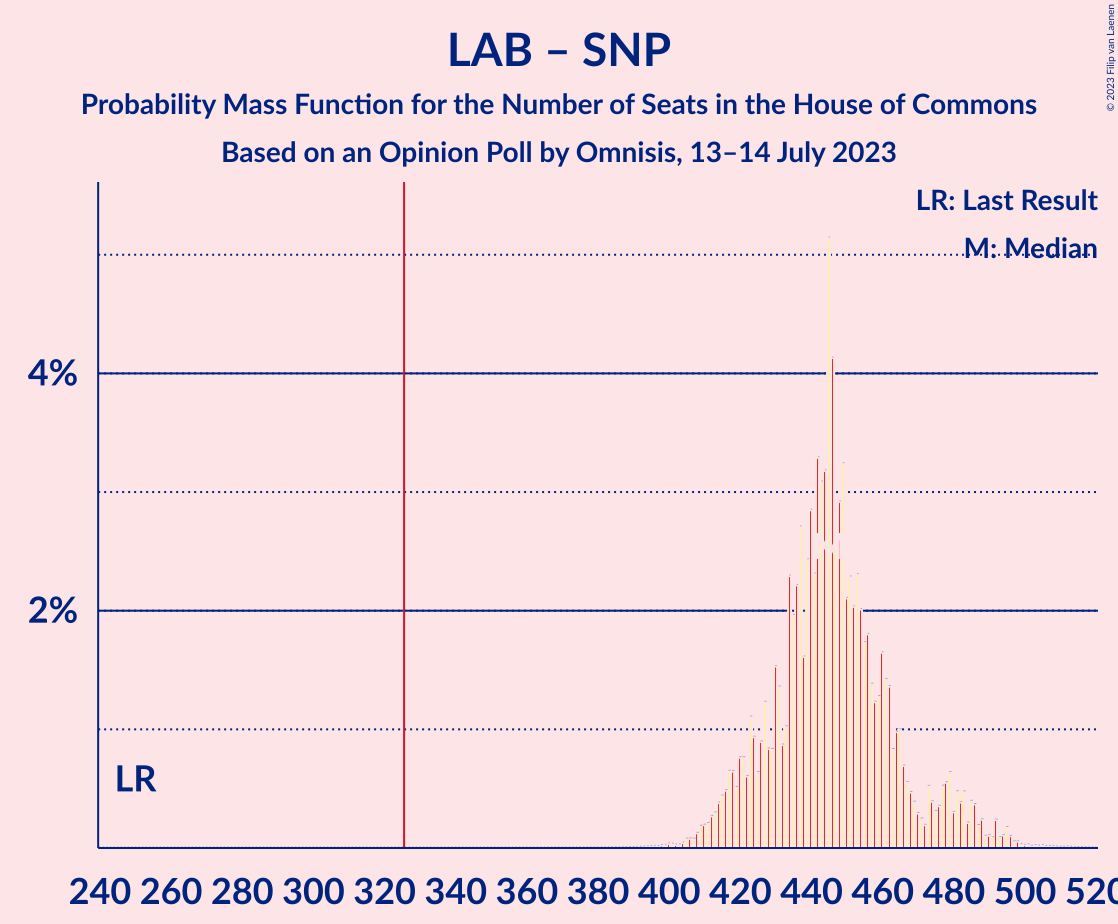 LAB – SNP
Probability Mass Function for the Number of Seats in the House of Commons
Based on an Opinion Poll by Omnisis, 13–14 July 2023
© 2023 Filip van Laenen
LR: Last Result
M: Median
4%
2%
LR
240 260 280 300 320 340 360 380 400 420 440 460 480 500 520